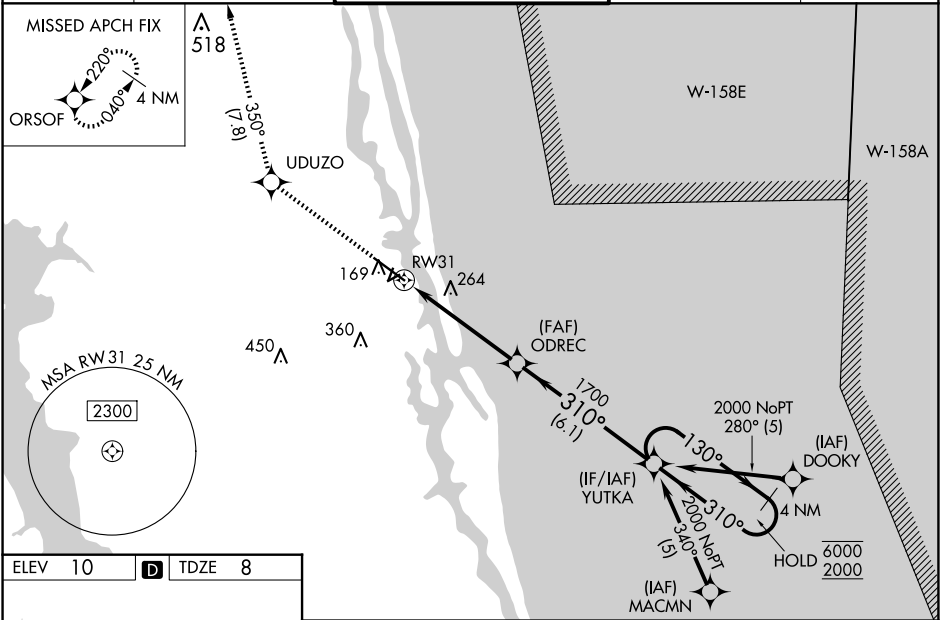 MISSED APCH FIX
220°
040°
4 NM
ORSOF
518
350°
(7.8)
UDUZO
W-158E
W-158A
RW31
169
264
360
450
(FAF)
ODREC
MSA RW 31 25 NM
2300
1700
310°
(6.1)
2000 NoPT
280° (5)
130°
(IAF)
DOOKY
(IF/IAF)
YUTKA
310°
4 NM
2000 NoPT
340°
(5)
HOLD
6000
2000
(IAF)
MACMN
ELEV 10
D
TDZE 8